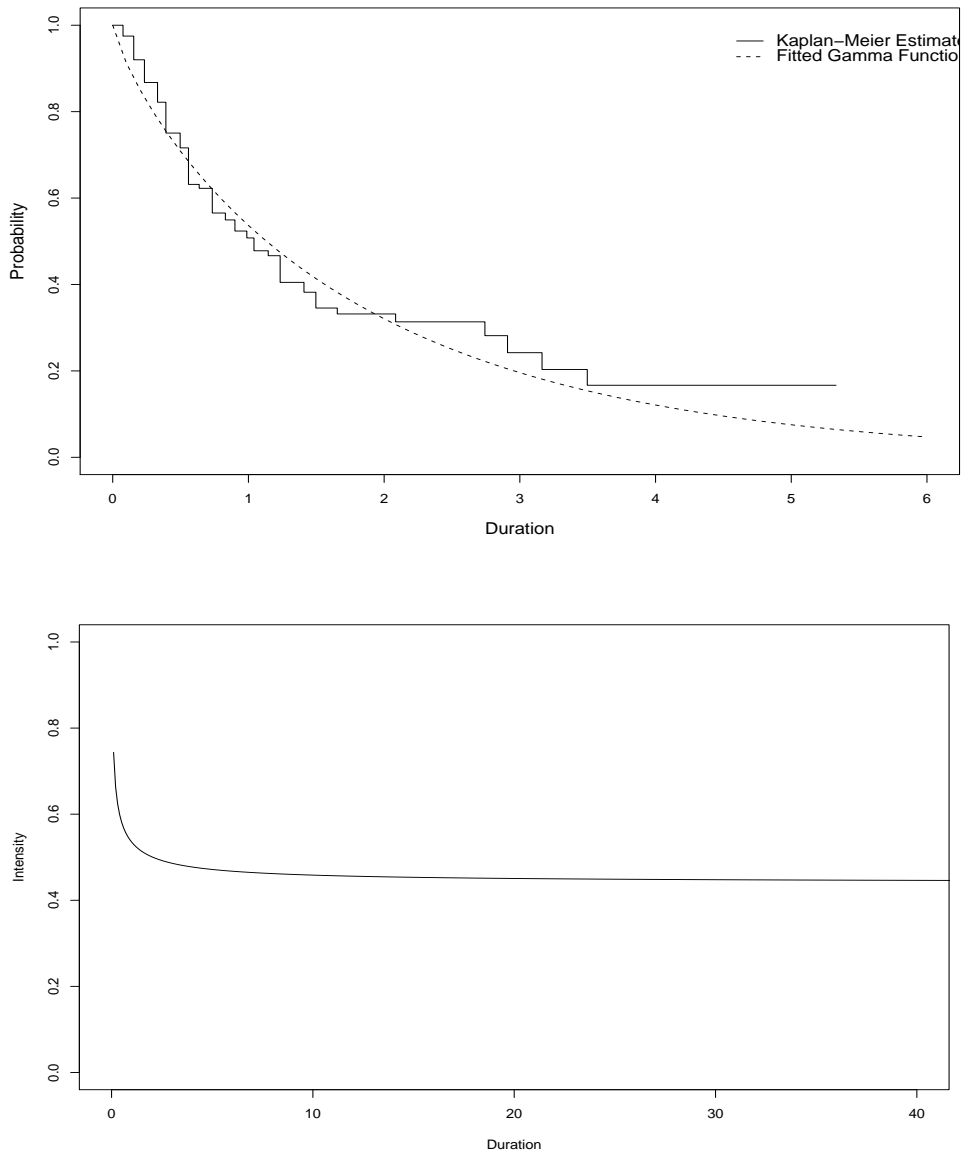 Kaplan−Meier Estimate
Fitted Gamma Functio
Probability
1.0
0.8
0.6
0.4
0.2
0.0
0 1 2 3 4 5 6
Duration
Intensity
1.0
0.8
0.6
0.4
0.2
0.0
0 10 20 30 40
Duration